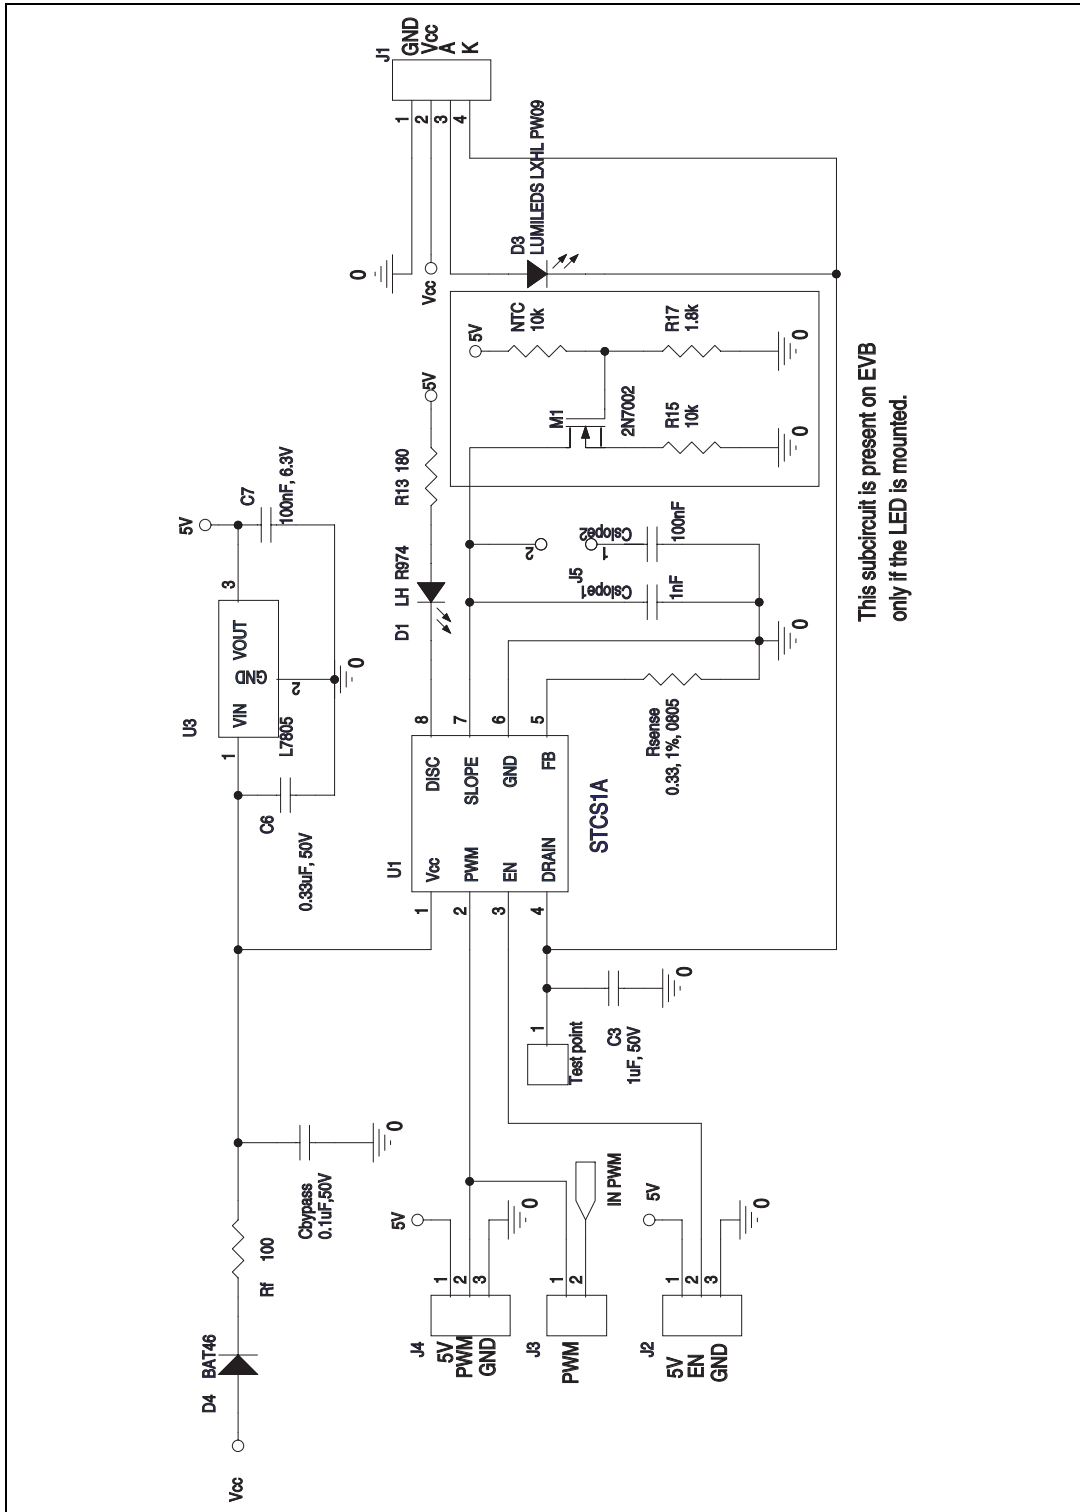 J1
GND
Vcc
A
K
1
2
3
4
0
Vcc
D3
LUMILEDS LXHL PW09
5V
NTC
10k
R17
1.8k
M1
2N7002
R15
10k
0
0
This subcircuit is present on EVB
only if the LED is mounted.
5V
R13 180
D1 LH R974
2
1
J5
Cslope2
100nF
Cslope1
1nF
0
5V
C7
100nF, 6.3V
3
U3
VIN
VOUT
GND
2
1
L7805
0
C6
0.33uF, 50V
U1
Vcc
PWM
EN
DRAIN
DISC
SLOPE
GND
FB
8
7
6
5
1
2
3
4
STCS1A
Rsense
0.33, 1%, 0805
1
Test point
C3
1uF, 50V
0
Cbypass
0.1uF,50V
0
Rf 100
D4 BAT46
Vcc
5V
0
1
2
3
J4
5V
PWM
GND
IN PWM
1
2
J3
PWM
5V
0
1
2
3
J2
5V
EN
GND